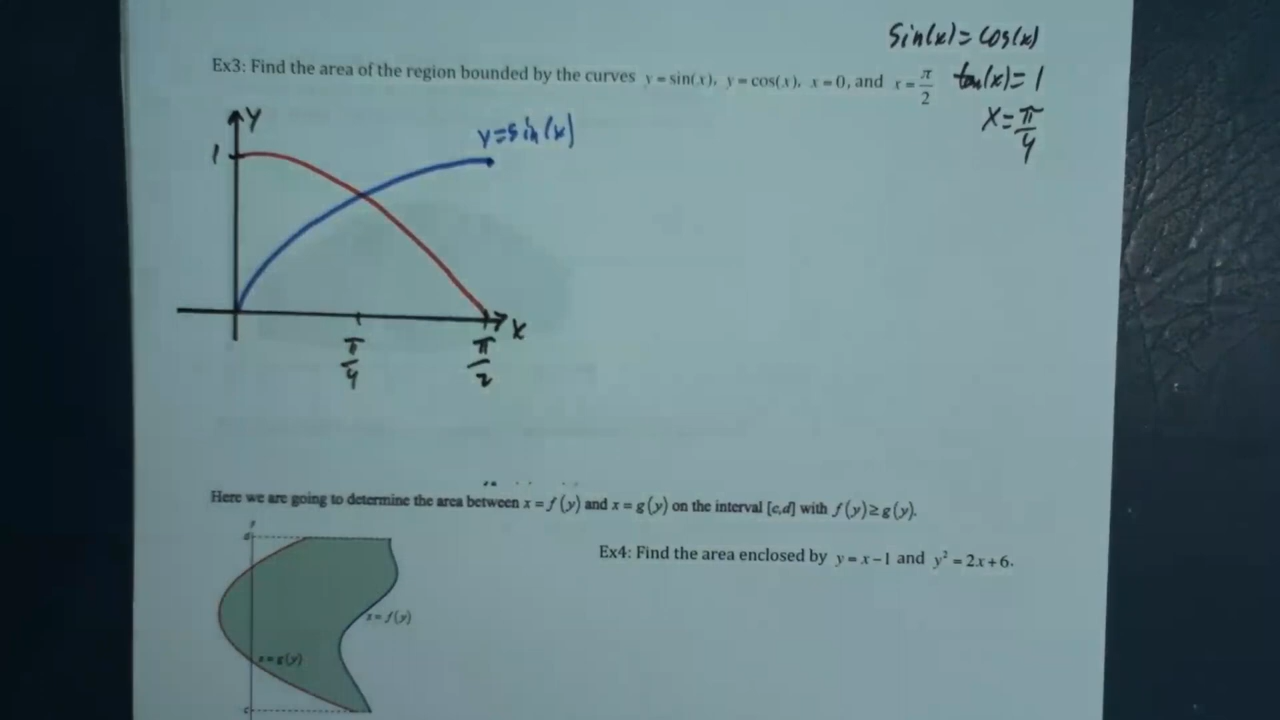 sin(x)=cos(x)
Ex3: Find the area of the region bounded by the curves y=sin(x), y=cos(x), x=0, and x=π/2
tan(x)=1
x=π/4
y
y=sin(x)
1
x
π/4
π/2
Here we are going to determine the area between x=f(y) and x=g(y) on the interval [c,d] with f(y)≥g(y).
Ex4: Find the area enclosed by y=x-1 and y²=2x+6.
d
x=f(y)
x=g(y)
c